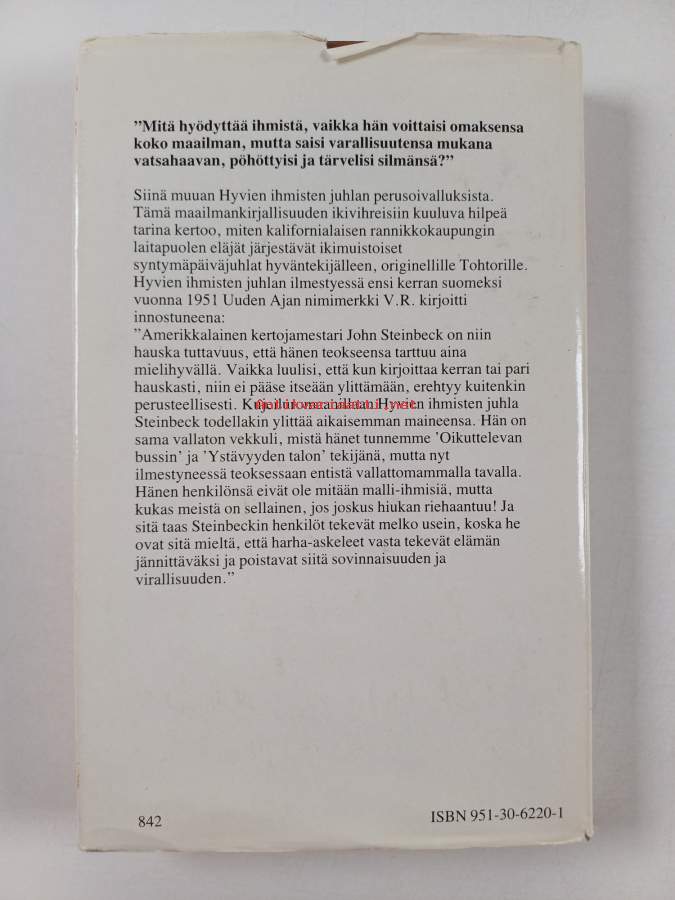 ”Mitä hyödyttää ihmistä, vaikka hän voittaisi omaksensa
koko maailman, mutta saisi varallisuutensa mukana
vatsahaavan, pöhöttyisi ja tärvelisi silmänsä?”
Siinä muuan Hyvien ihmisten juhlan perusoivalluksista.
Tämä maailmankirjallisuuden ikivihreisiin kuuluva hilpeä
tarina kertoo, miten kalifornialaisen rannikkokaupungin
laitapuolen eläjät järjestävät ikimuistoiset
syntymäpäiväjuhlat hyväntekijälleen, originellille Tohtorille.
Hyvien ihmisten juhlan ilmestyessä ensi kerran suomeksi
vuonna 1951 Uuden Ajan nimimerkki V.R. kirjoitti
innostuneena:
”Amerikkalainen kertojamestari John Steinbeck on niin
hauska tuttavuus, että hänen teokseensa tarttuu aina
mielihyvällä. Vaikka luulisi, että kun kirjoittaa kerran tai pari
hauskasti, niin ei pääse itseään ylittämään, erehtyy kuitenkin
perusteellisesti. Hyvien ihmisten juhla
Steinbeck todellakin ylittää aikaisemman maineensa. Hän on
sama vallaton vekkuli, mistä hänet tunnemme ’Oikuttelevan
bussin’ ja ’Ystävyyden talon’ tekijänä, mutta nyt
ilmestyneessä teoksessaan entistä vallattomammalla tavalla.
Hänen henkilönsä eivät ole mitään malli-ihmisiä, mutta
kukas meistä on sellainen, jos joskus hiukan riehaantuu! Ja
sitä taas Steinbeckin henkilöt tekevät melko usein, koska he
ovat sitä mieltä, että harha-askeleet vasta tekevät elämän
jännittäväksi ja poistavat siitä sovinnaisuuden ja
virallisuuden.”
842
ISBN 951-30-6220-1